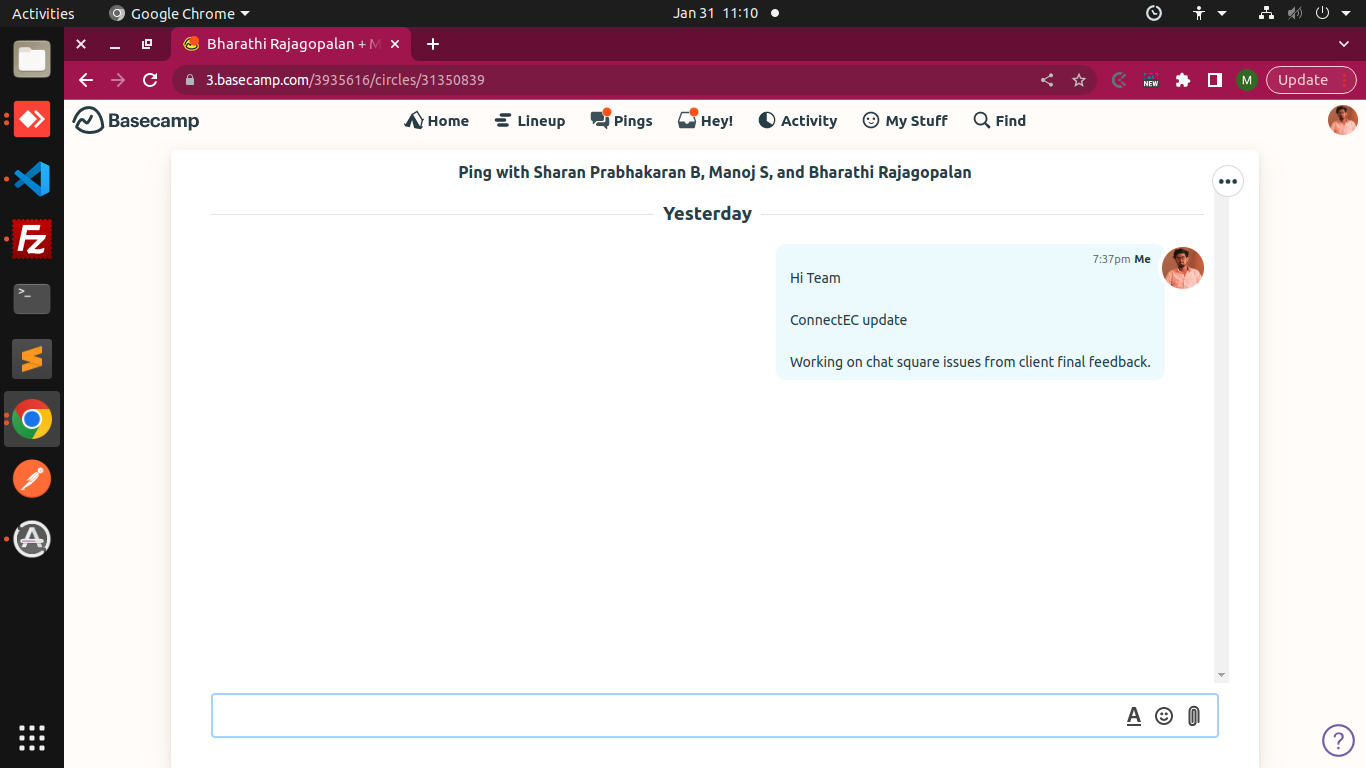 Activities Google Chrome Jan 31 11:10
Bharathi Rajagopalan + M
3.basecamp.com/3935616/circles/31350839 NEW M Update
Basecamp Home Lineup Pings Hey! Activity My Stuff Find
Ping with Sharan Prabhakaran B, Manoj S, and Bharathi Rajagopalan
Yesterday
7:37pm Me
Hi Team
ConnectEC update
Working on chat square issues from client final feedback.